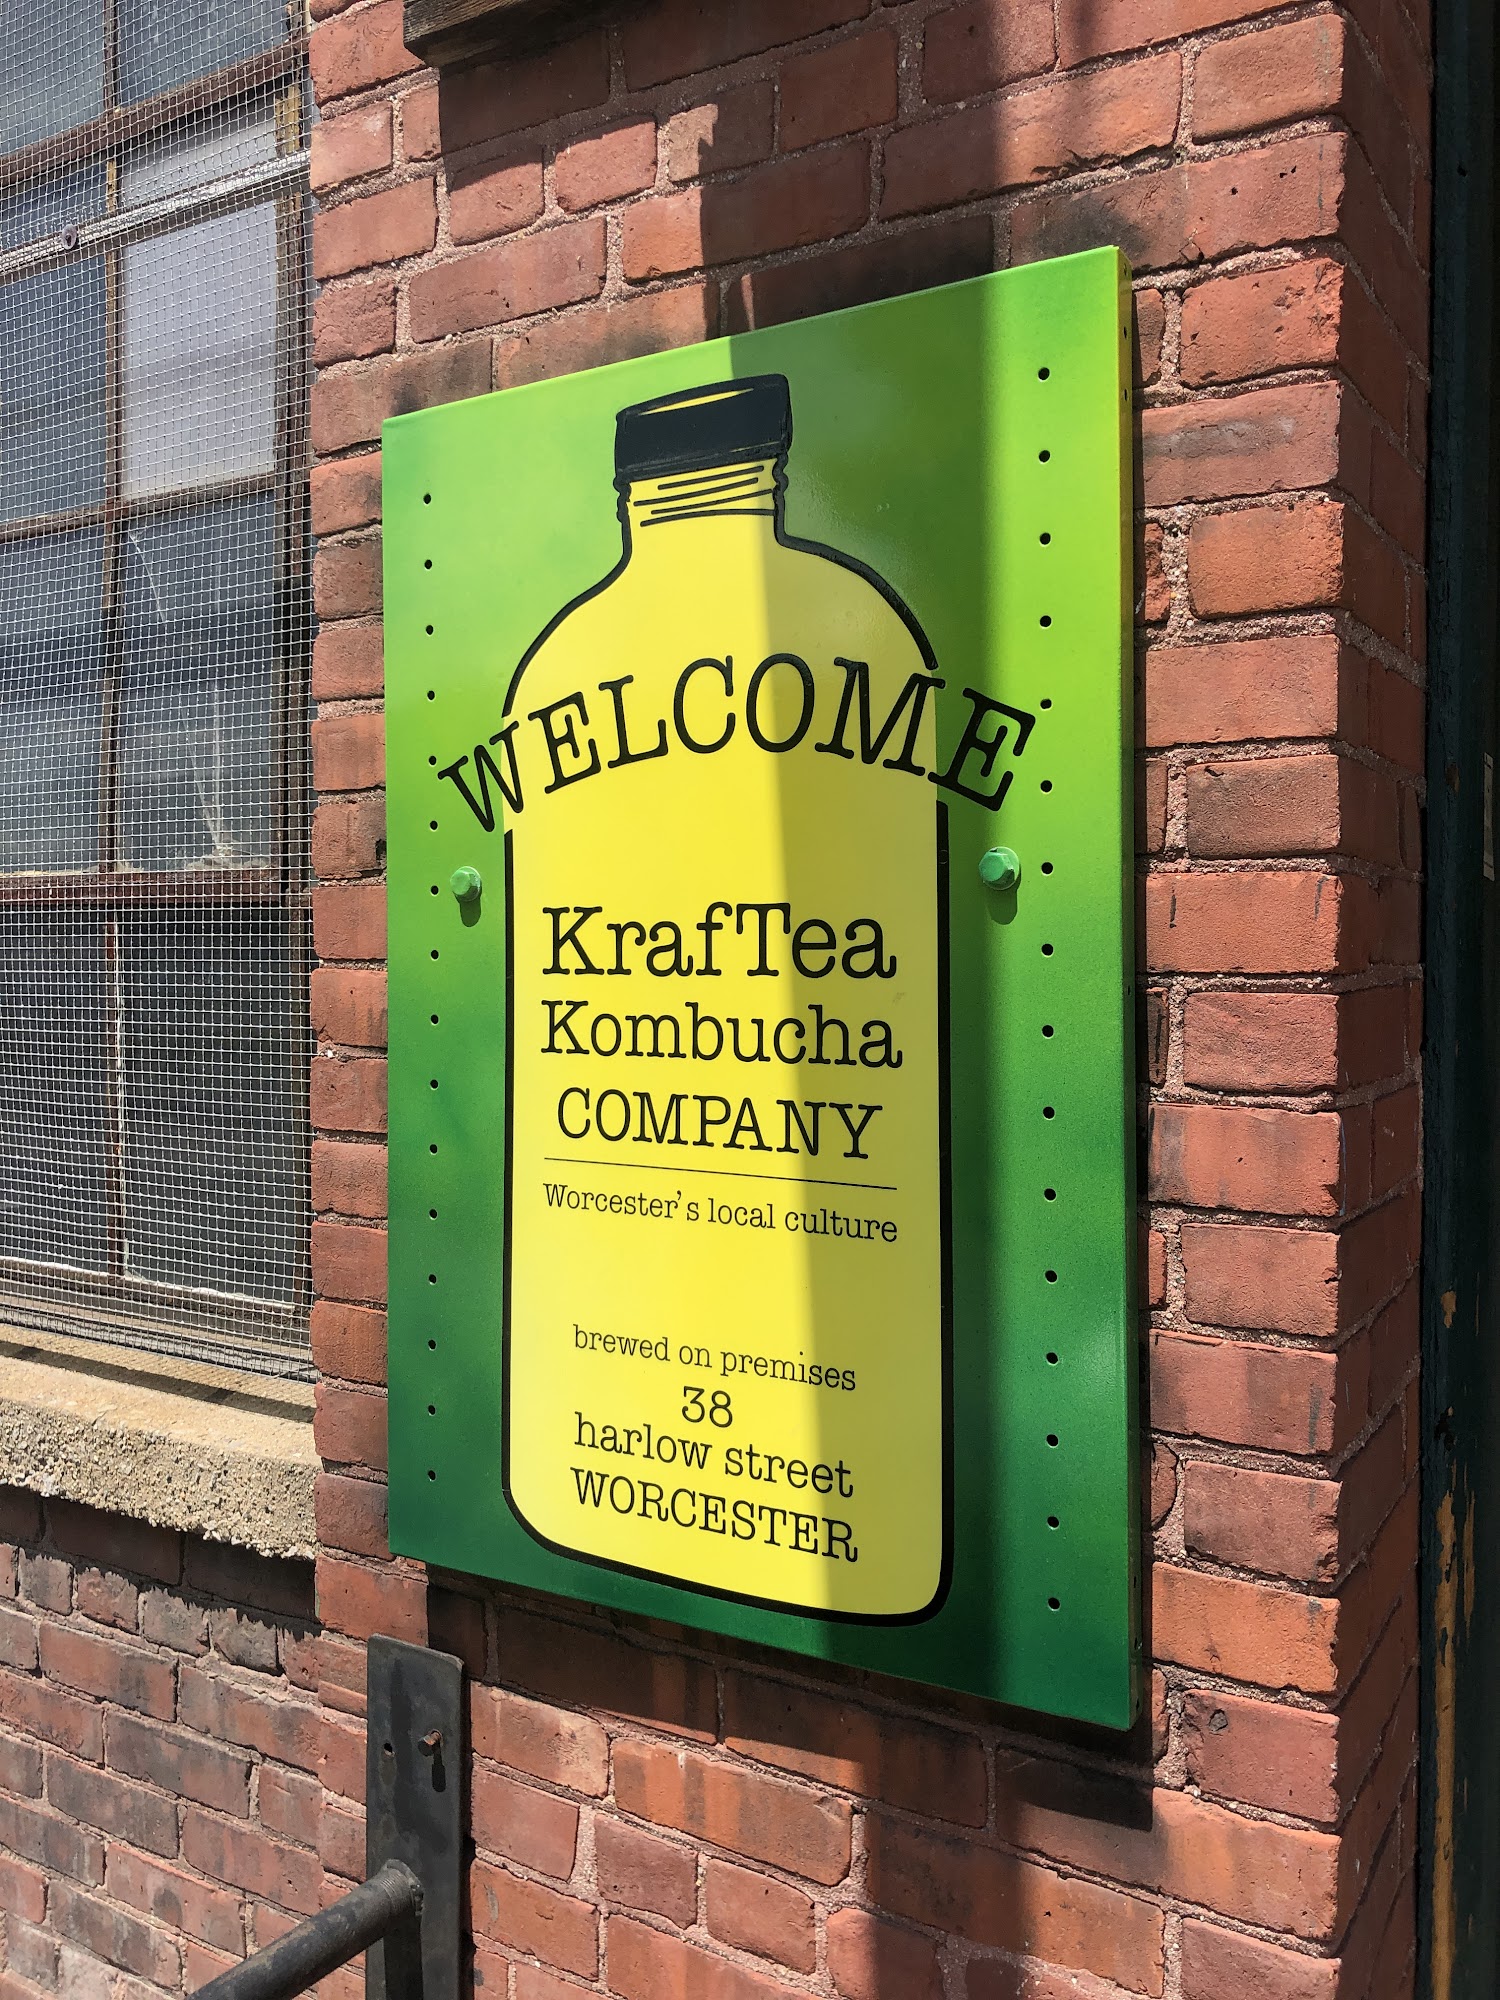 WELCOME
KrafTea
Kombucha
COMPANY
Worcester's local culture
brewed on premises
38
harlow street
WORCESTER